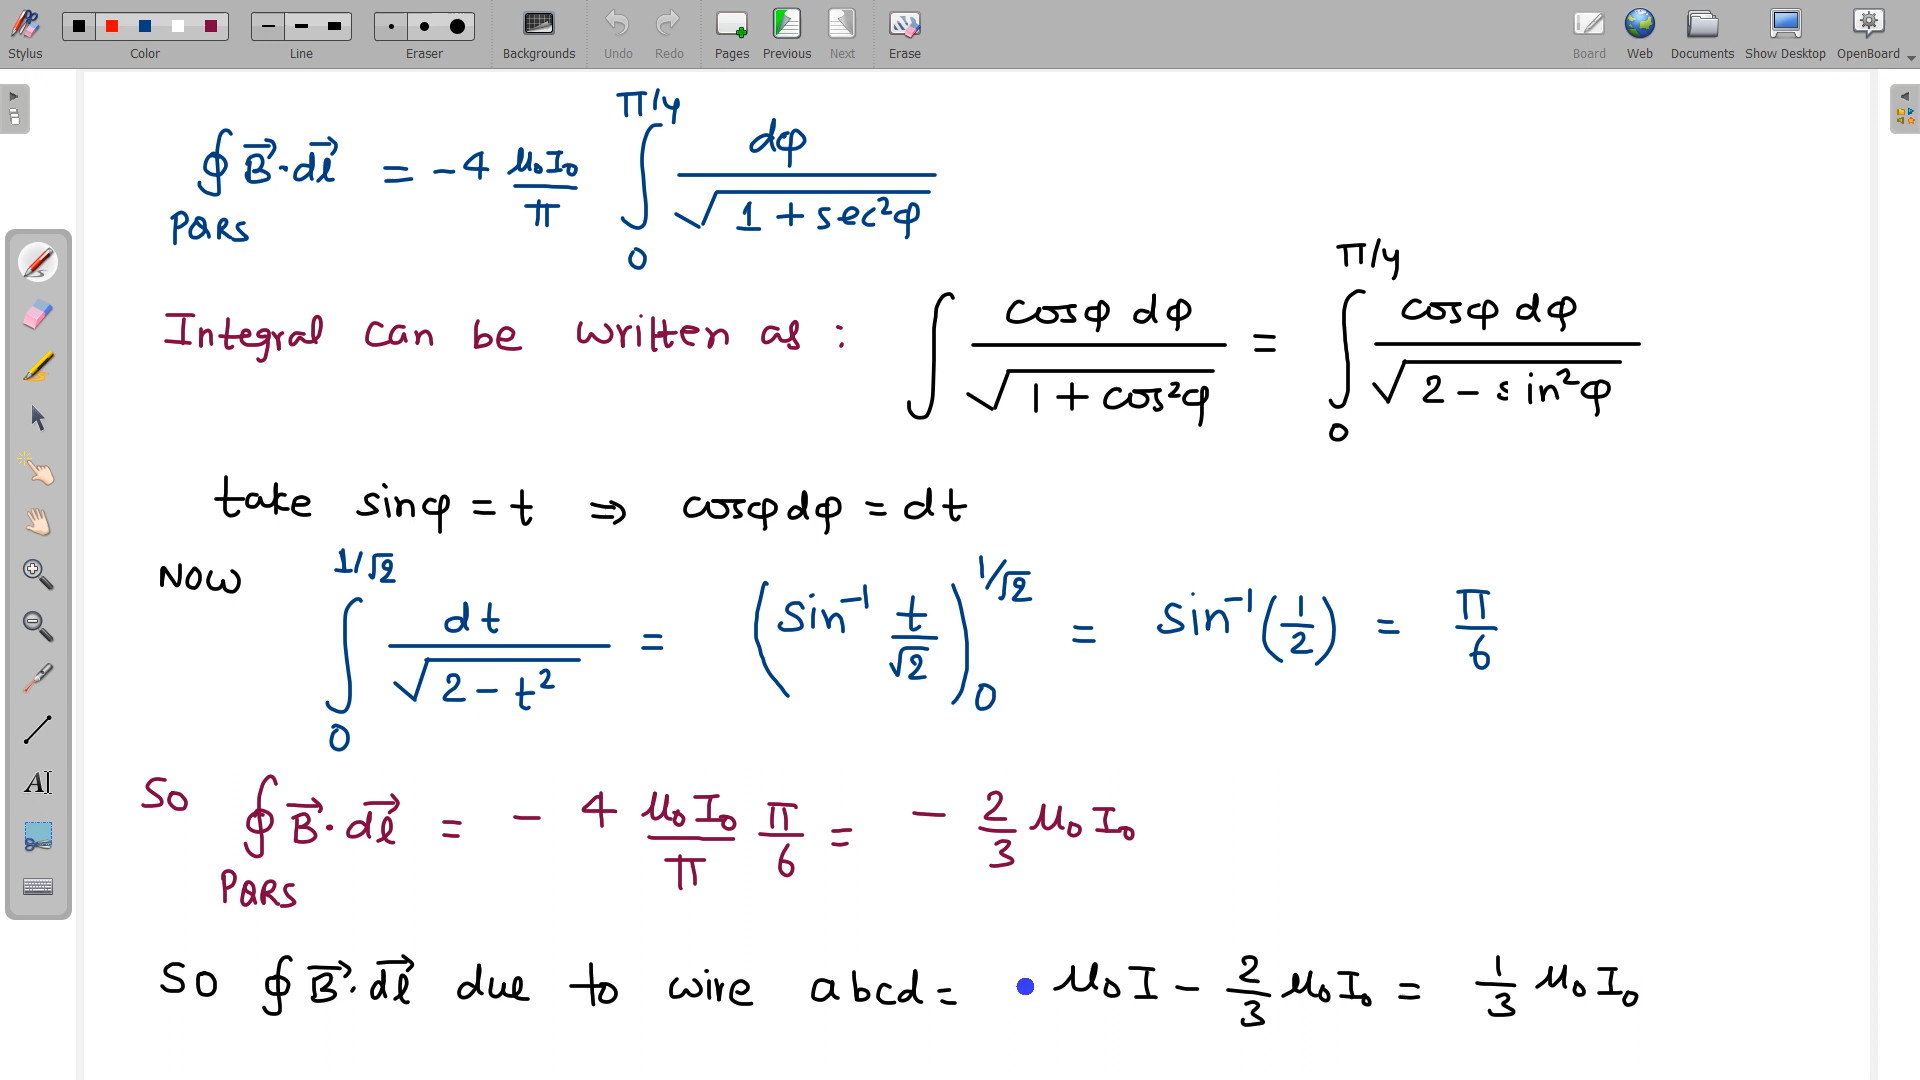 Stylus Color Line Eraser Backgrounds Undo Redo Pages Previous Next Erase Board Web Documents Show Desktop OpenBoard
∮ B⃗·dl⃗ = -4 μ₀I₀/π ∫₀^{π/4} dφ/√(1 + sec²φ)
PQRS
Integral can be written as : ∫ cosφ dφ/√(1 + cos²φ) = ∫₀^{π/4} cosφ dφ/√(2 - sin²φ)
take sinφ = t ⇒ cosφ dφ = dt
Now ∫₀^{1/√2} dt/√(2 - t²) = (sin⁻¹ t/√2)₀^{1/√2} = sin⁻¹(1/2) = π/6
So ∮ B⃗·dl⃗ = - 4 μ₀I₀/π π/6 = - 2/3 μ₀I₀
PQRS
So ∮ B⃗·dl⃗ due to wire abcd = μ₀I - 2/3 μ₀I₀ = 1/3 μ₀I₀
AI